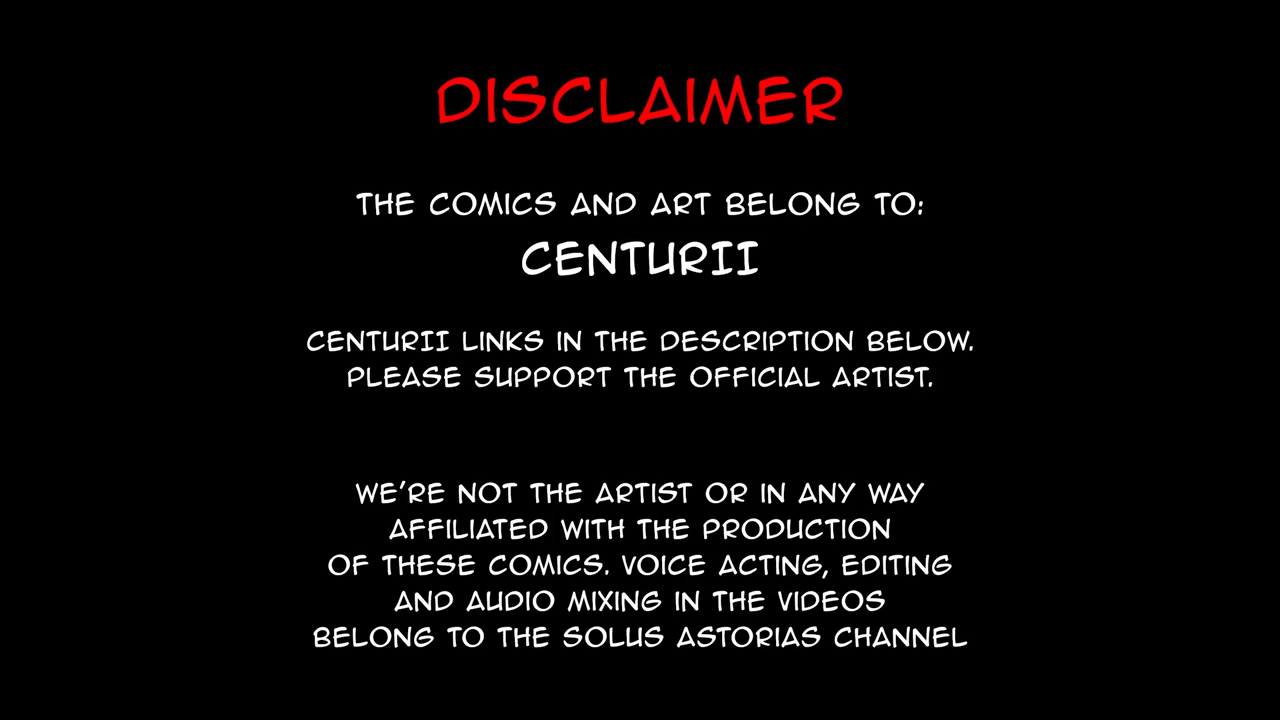 DISCLAIMER
THE COMICS AND ART BELONG TO:
CENTURII
CENTURII LINKS IN THE DESCRIPTION BELOW.
PLEASE SUPPORT THE OFFICIAL ARTIST.
WE'RE NOT THE ARTIST OR IN ANY WAY
AFFILIATED WITH THE PRODUCTION
OF THESE COMICS. VOICE ACTING, EDITING
AND AUDIO MIXING IN THE VIDEOS
BELONG TO THE SOLUS ASTORIAS CHANNEL